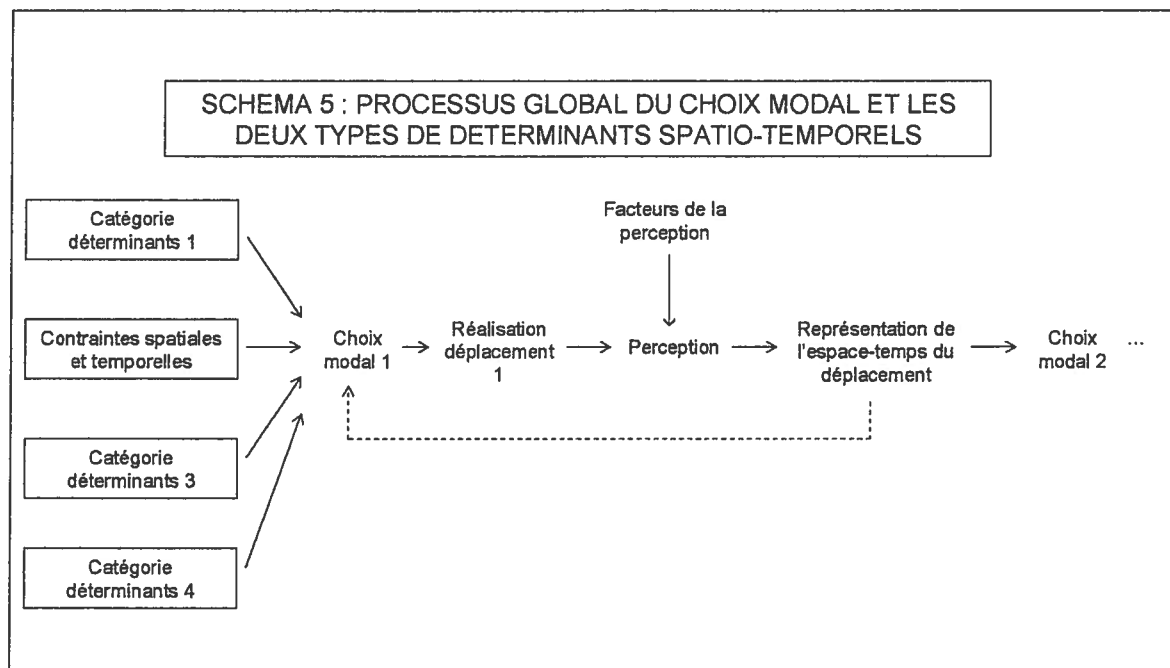 SCHEMA 5 : PROCESSUS GLOBAL DU CHOIX MODAL ET LES
DEUX TYPES DE DETERMINANTS SPATIO-TEMPORELS
Catégorie
déterminants 1
Facteurs de la
perception
Contraintes spatiales
et temporelles
Choix
modal 1
Réalisation
déplacement
1
Perception
Représentation de
l'espace-temps du
déplacement
Choix
modal 2
...
Catégorie
déterminants 3
Catégorie
déterminants 4